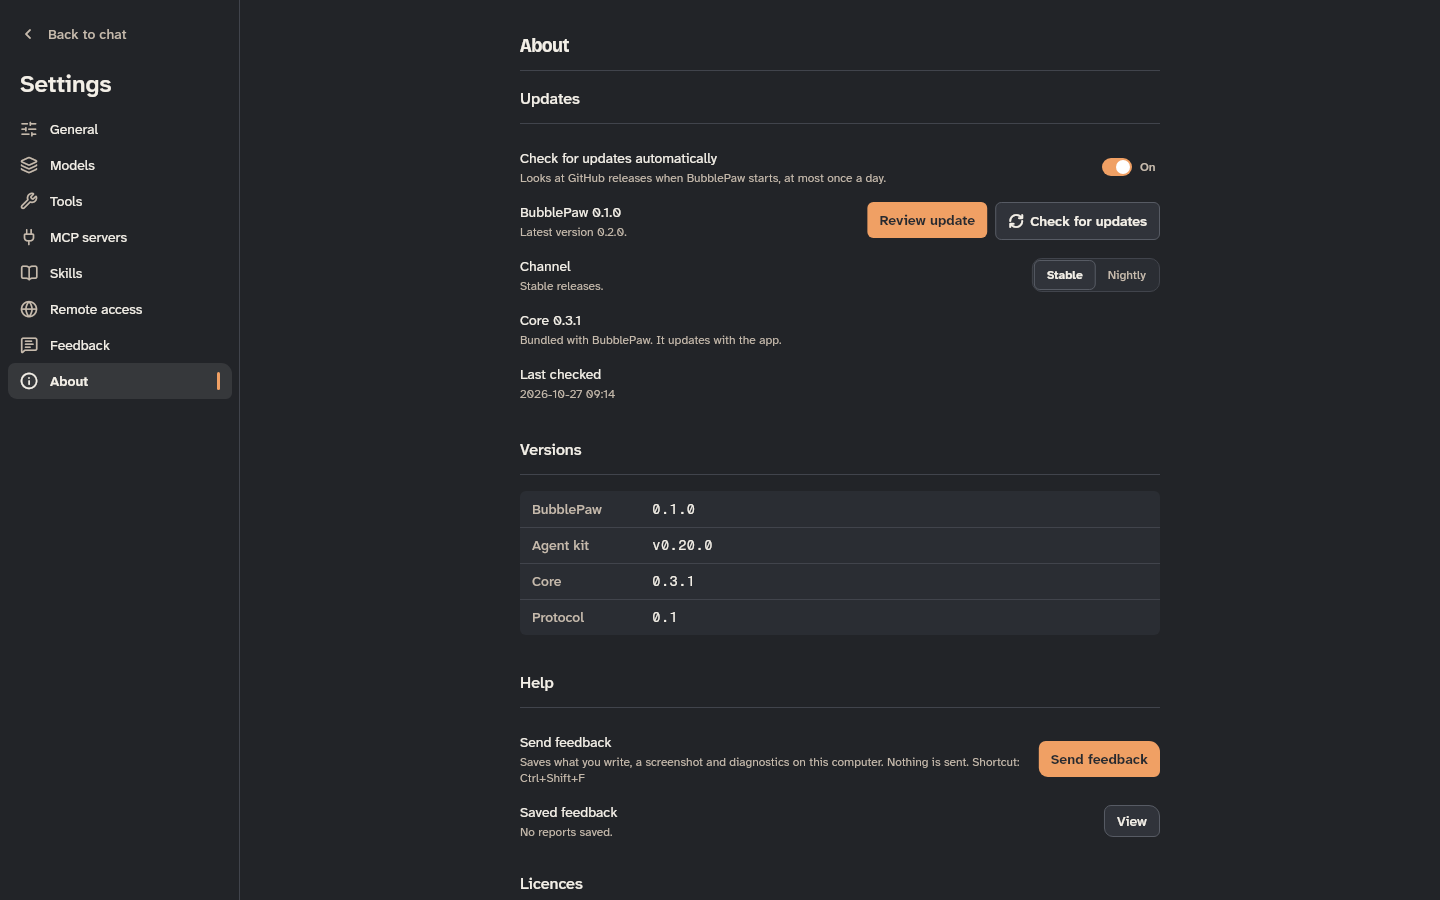 Back to chat
Settings
General
Models
Tools
MCP servers
Skills
Remote access
Feedback
About
About
Updates
Check for updates automatically
Looks at GitHub releases when BubblePaw starts, at most once a day.
On
BubblePaw 0.1.0
Latest version 0.2.0.
Review update
Check for updates
Channel
Stable releases.
Stable
Nightly
Core 0.3.1
Bundled with BubblePaw. It updates with the app.
Last checked
2026-10-27 09:14
Versions
BubblePaw 0.1.0
Agent kit v0.20.0
Core 0.3.1
Protocol 0.1
Help
Send feedback
Saves what you write, a screenshot and diagnostics on this computer. Nothing is sent. Shortcut:
Ctrl+Shift+F
Send feedback
Saved feedback
No reports saved.
View
Licences